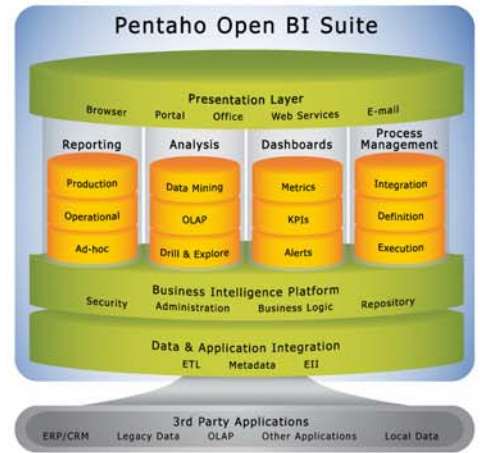 Pentaho Open BI Suite
Presentation Layer
Browser Portal Office Web Services E-mail
Reporting Analysis Dashboards Process Management
Production Data Mining Metrics Integration
Operational OLAP KPIs Definition
Ad-hoc Drill & Explore Alerts Execution
Business Intelligence Platform
Security Administration Business Logic Repository
Data & Application Integration
ETL Metadata EII
3rd Party Applications
ERP/CRM Legacy Data OLAP Other Applications Local Data